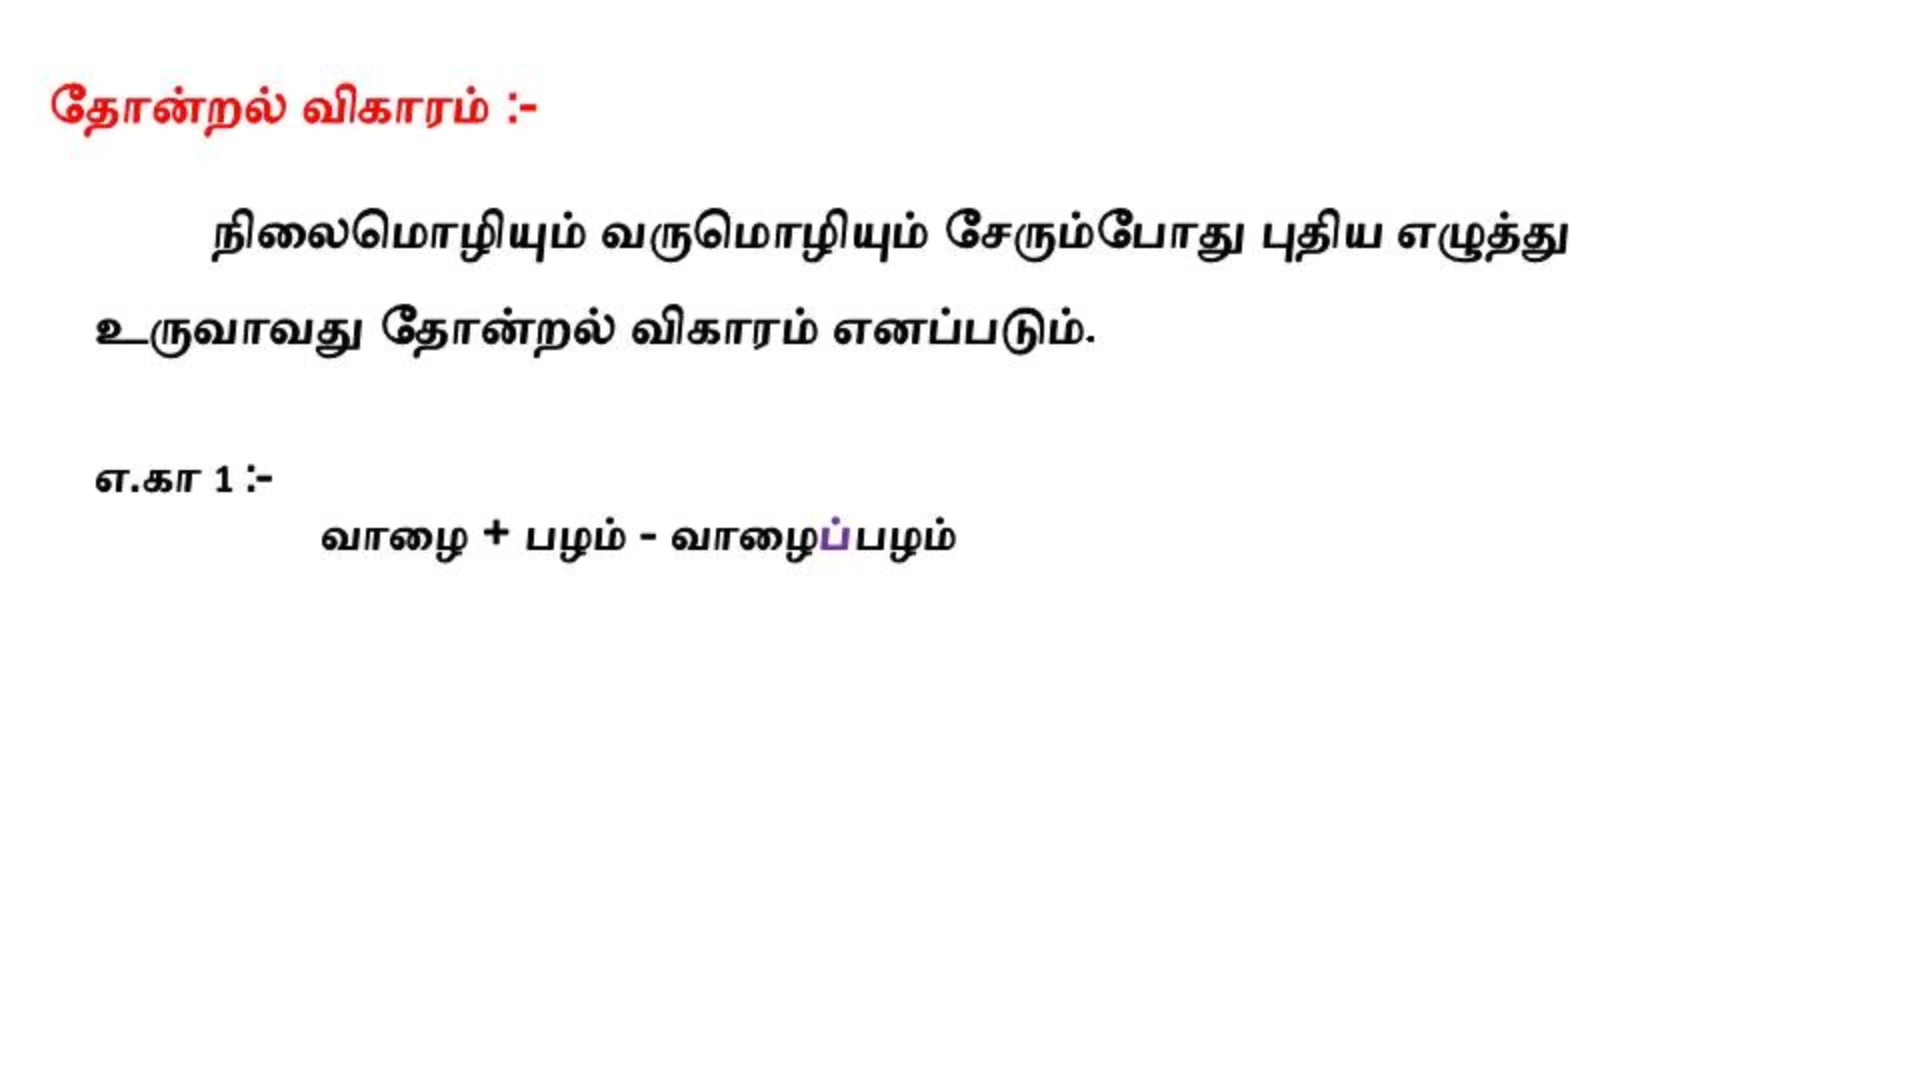 தோன்றல் விகாரம் :-
நிலைமொழியும் வருமொழியும் சேரும்போது புதிய எழுத்து
உருவாவது தோன்றல் விகாரம் எனப்படும்.
எ.கா 1 :-
வாழை + பழம் - வாழைப்பழம்